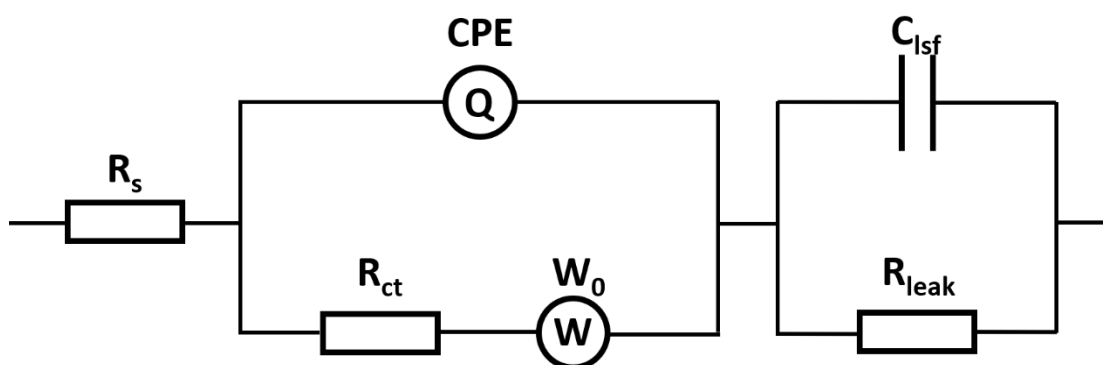 CPE
Q
C_lsf
R_s
R_ct
W_0
W
R_leak